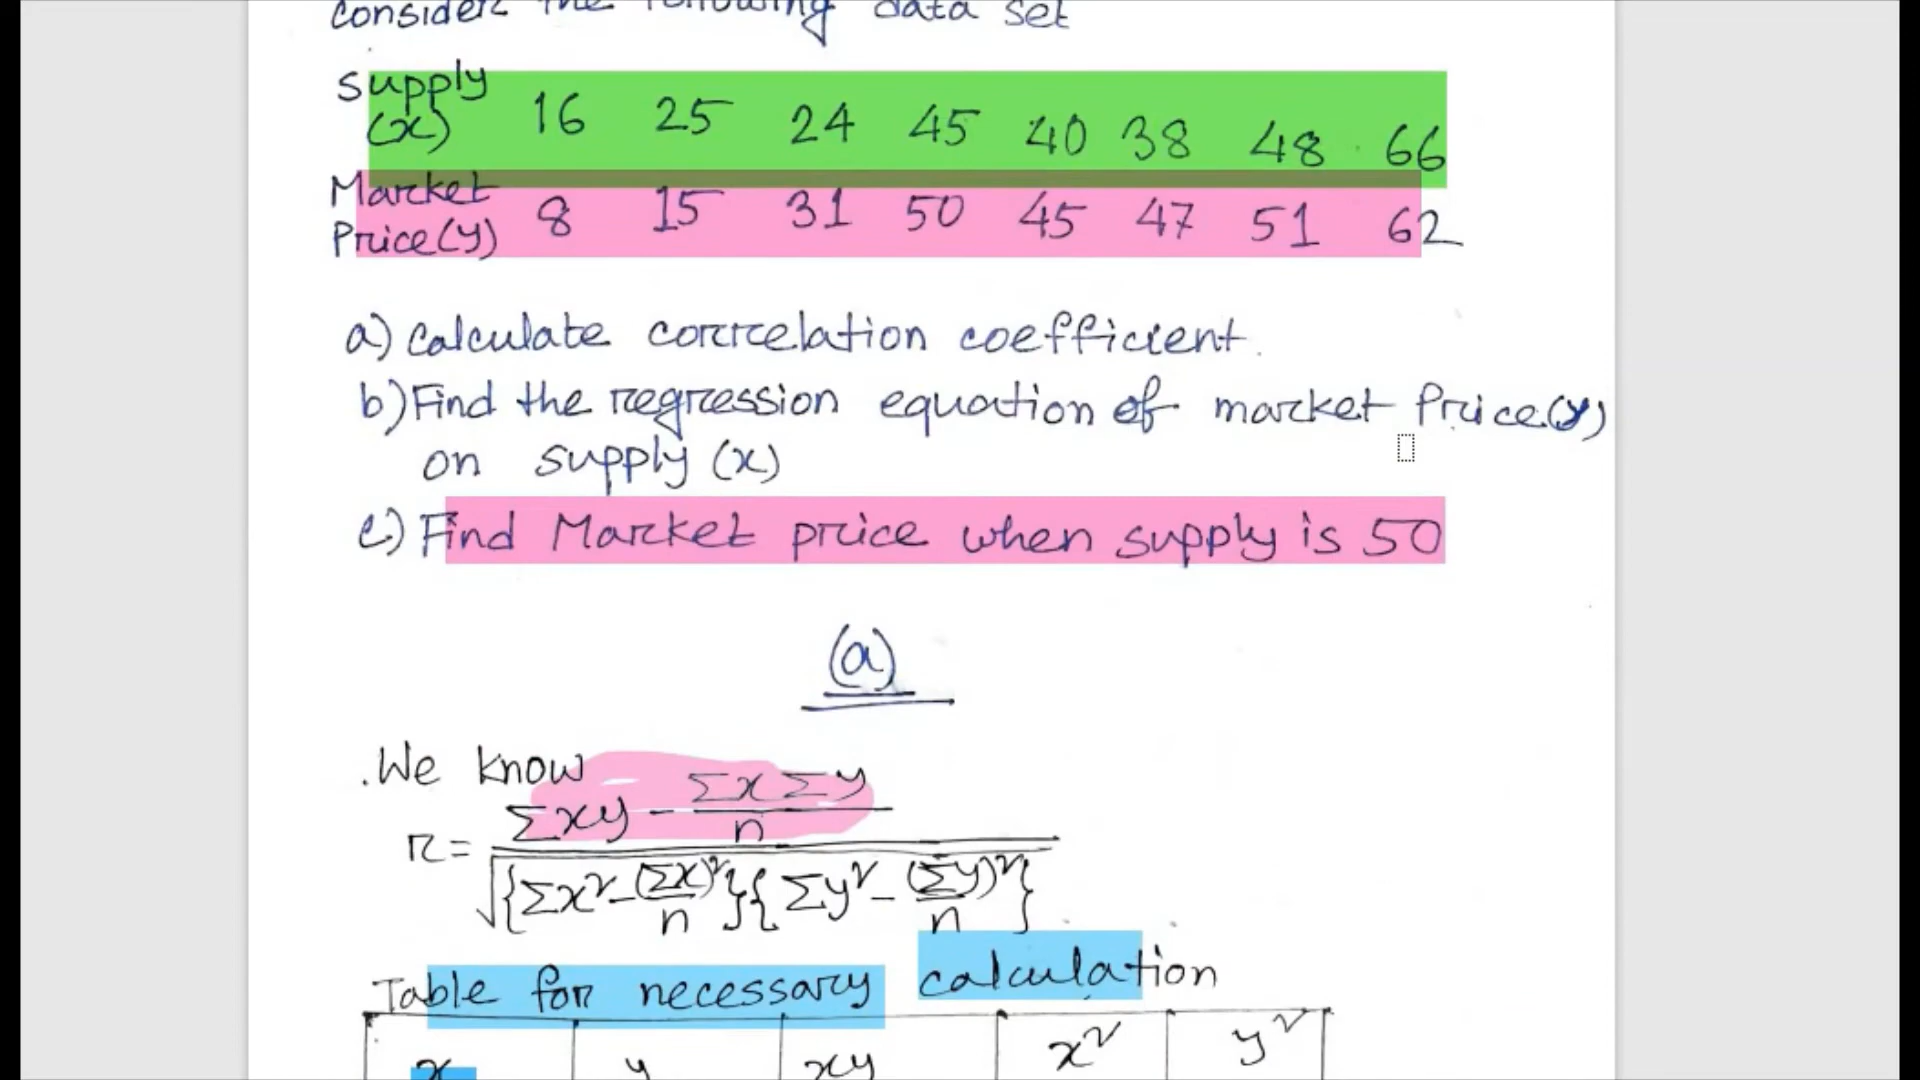 consider the following data set
Supply (x) 16 25 24 45 40 38 48 66
Market Price(y) 8 15 31 50 45 47 51 62
a) Calculate correlation coefficient.
b) Find the regression equation of market Price(y)
on supply (x)
c) Find Market price when supply is 50
(a)
We know
r = (Σxy - (Σx Σy)/n) / √{Σx² - (Σx)²/n}{Σy² - (Σy)²/n}
Table for necessary calculation
x y xy x² y²